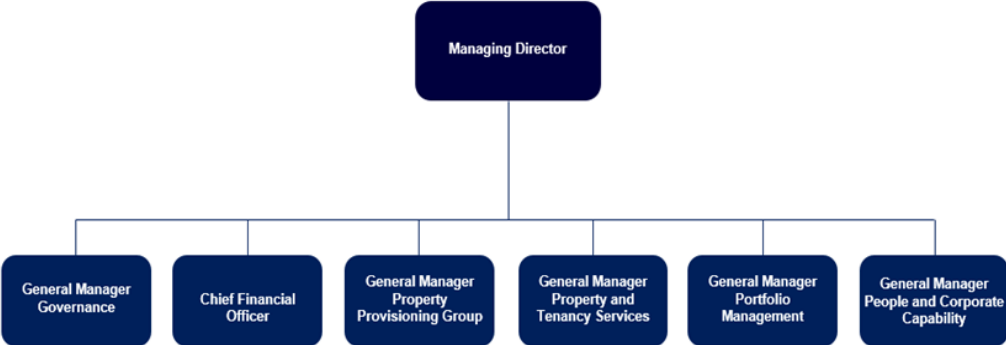 Managing Director
General Manager
Governance
Chief Financial
Officer
General Manager
Property
Provisioning Group
General Manager
Property and
Tenancy Services
General Manager
Portfolio
Management
General Manager
People and Corporate
Capability